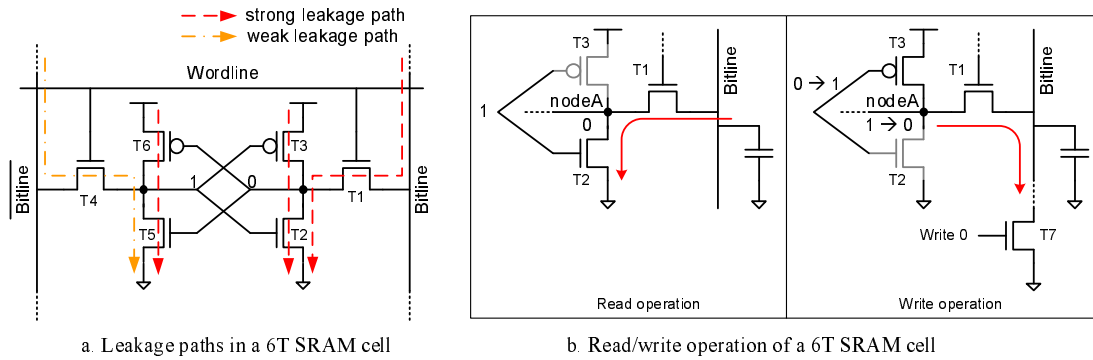 strong leakage path
weak leakage path
Wordline
T6
T3
1
0
T4
T1
T5
T2
Bitline
Bitline
a. Leakage paths in a 6T SRAM cell
T3
T1
Bitline
nodeA
1
0
T2
Read operation
T3
T1
Bitline
0 → 1
nodeA
1 → 0
T2
Write 0
T7
Write operation
b. Read/write operation of a 6T SRAM cell